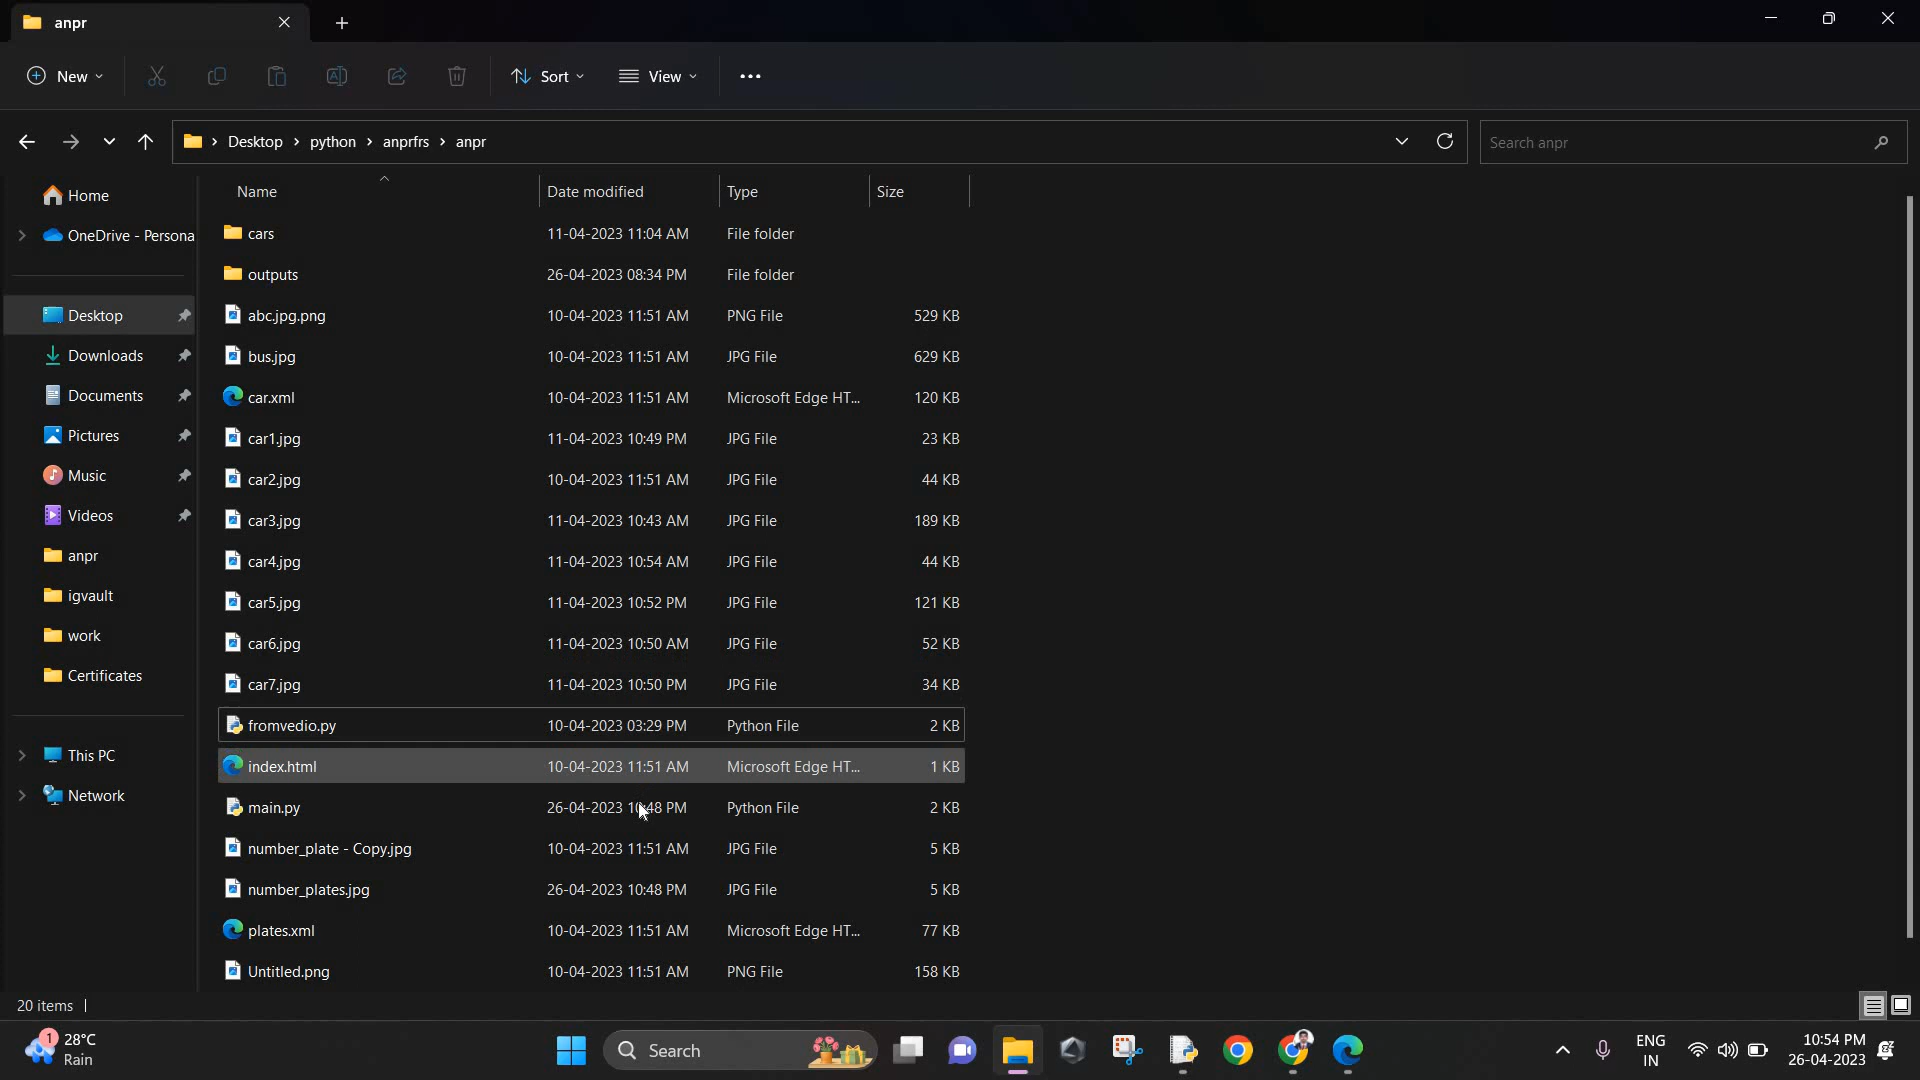 anpr
New
Sort
View
Desktop > python > anprfrs > anpr
Search anpr
Home
OneDrive - Persona
Desktop
Downloads
Documents
Pictures
Music
Videos
anpr
igvault
work
Certificates
This PC
Network
Name Date modified Type Size
cars 11-04-2023 11:04 AM File folder
outputs 26-04-2023 08:34 PM File folder
abc.jpg.png 10-04-2023 11:51 AM PNG File 529 KB
bus.jpg 10-04-2023 11:51 AM JPG File 629 KB
car.xml 10-04-2023 11:51 AM Microsoft Edge HT... 120 KB
car1.jpg 11-04-2023 10:49 PM JPG File 23 KB
car2.jpg 10-04-2023 11:51 AM JPG File 44 KB
car3.jpg 11-04-2023 10:43 AM JPG File 189 KB
car4.jpg 11-04-2023 10:54 AM JPG File 44 KB
car5.jpg 11-04-2023 10:52 PM JPG File 121 KB
car6.jpg 11-04-2023 10:50 AM JPG File 52 KB
car7.jpg 11-04-2023 10:50 PM JPG File 34 KB
fromvedio.py 10-04-2023 03:29 PM Python File 2 KB
index.html 10-04-2023 11:51 AM Microsoft Edge HT... 1 KB
main.py 26-04-2023 10:48 PM Python File 2 KB
number_plate - Copy.jpg 10-04-2023 11:51 AM JPG File 5 KB
number_plates.jpg 26-04-2023 10:48 PM JPG File 5 KB
plates.xml 10-04-2023 11:51 AM Microsoft Edge HT... 77 KB
Untitled.png 10-04-2023 11:51 AM PNG File 158 KB
20 items
1
28°C
Rain
Search
ENG
IN
10:54 PM
26-04-2023